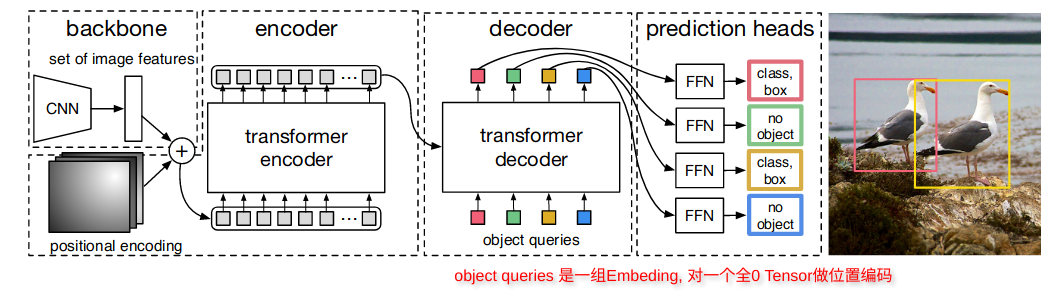 backbone
set of image features
CNN
+
positional encoding
encoder
...
transformer
encoder
...
decoder
transformer
decoder
object queries
prediction heads
FFN
class,
box
FFN
no
object
FFN
class,
box
FFN
no
object
object queries 是一组Embeding, 对一个全0 Tensor做位置编码